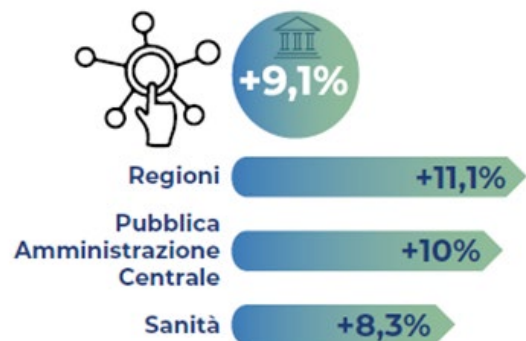 +9,1%
Regioni
+11,1%
Pubblica
Amministrazione
Centrale
+10%
Sanità
+8,3%